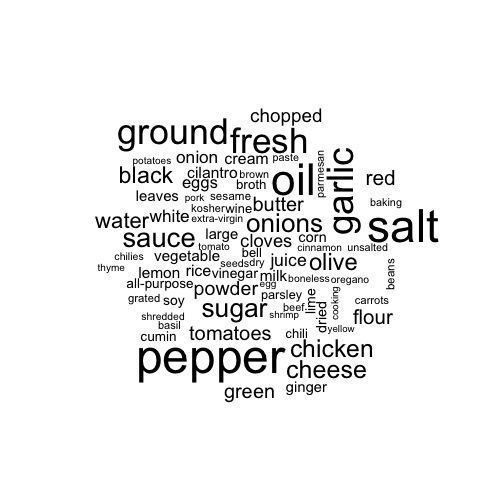 chopped
ground
fresh
potatoes
onion
cream
paste
parmesan
garlic
black
cilantro
brown
oil
red
eggs
broth
leaves
pork
sesame
butter
baking
kosher
wine
water
white
extra-virgin
onions
salt
sauce
large
cloves
corn
tomato
bell
cinnamon
unsalted
chilies
vegetable
seeds
dry
juice
olive
thyme
lemon
rice
vinegar
milk
boneless
oregano
beans
all-purpose
powder
egg
parsley
lime
dried
cooking
grated
soy
sugar
beef
carrots
shredded
shrimp
flour
basil
cumin
tomatoes
chili
yellow
pepper
chicken
cheese
green
ginger